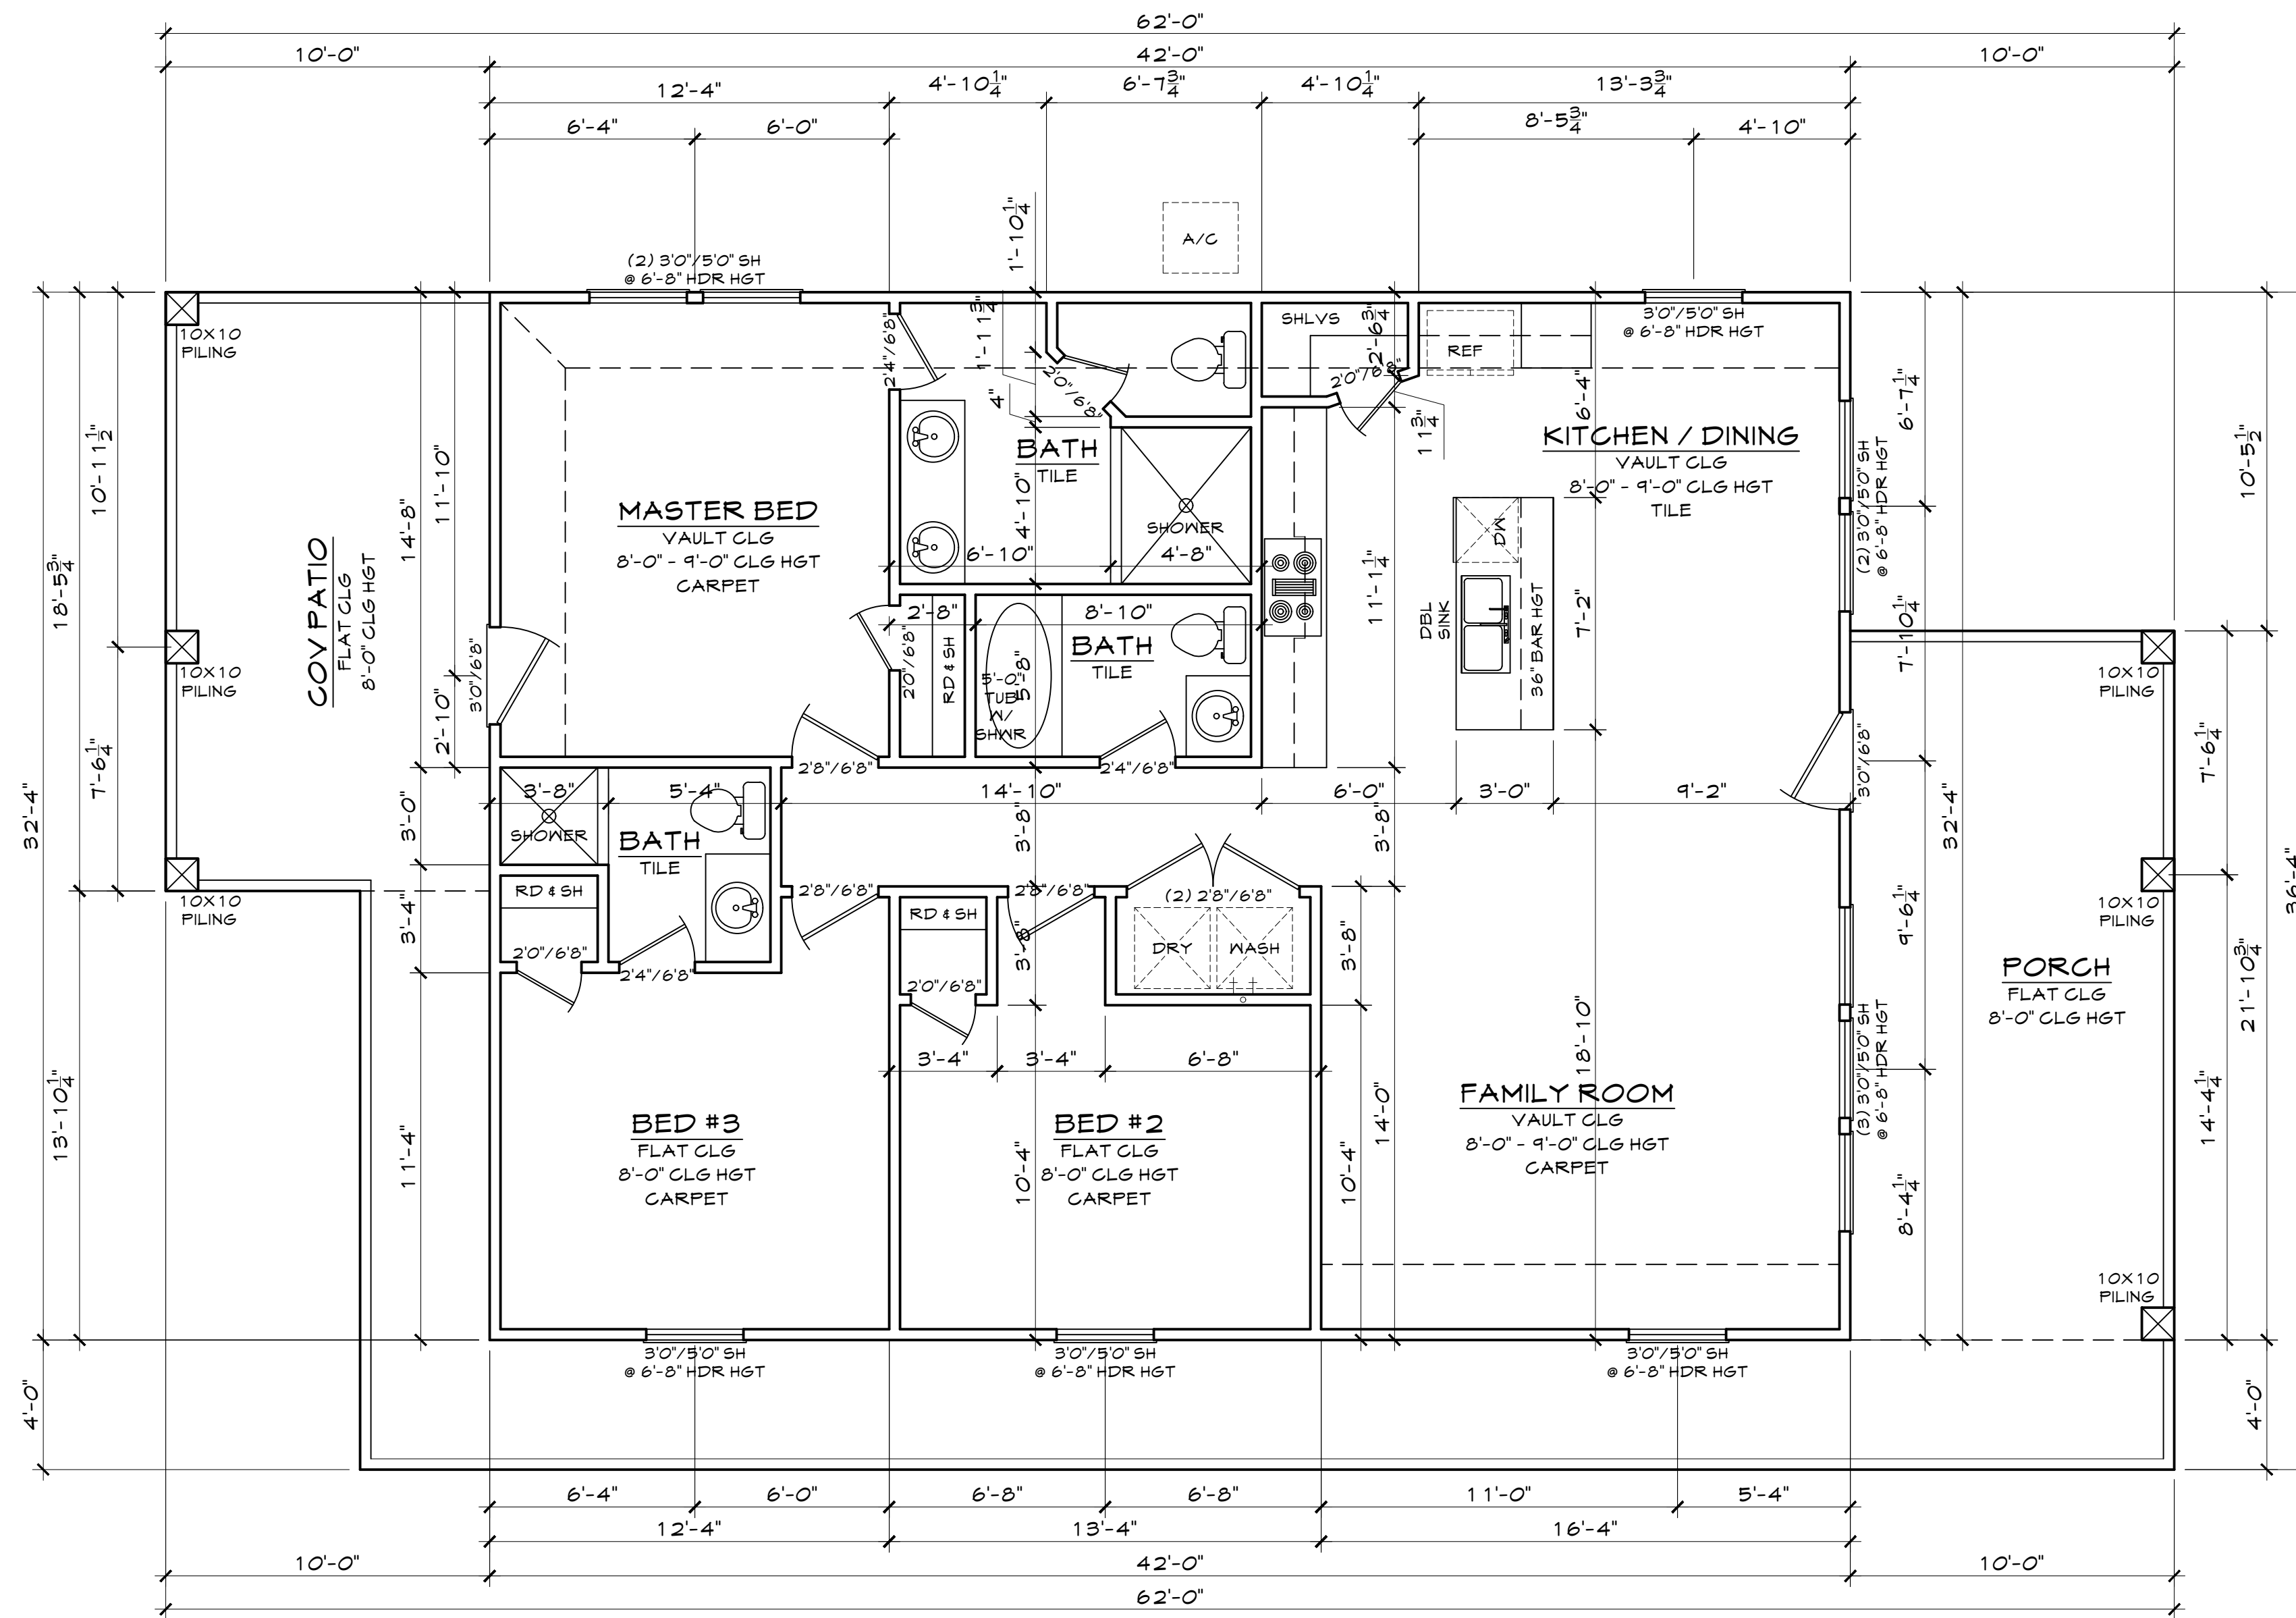 62'-0"
10'-0"
42'-0"
10'-0"
12'-4"
4'-10 1/4"
6'-7 3/4"
4'-10 1/4"
13'-3 3/4"
6'-4"
6'-0"
8'-5 3/4"
4'-10"
1'-10 1/4"
A/C
(2) 3'0"/5'0" SH
@ 6'-8" HDR HGT
10X10
PILING
2'4"/6'8"
1'-11 3/4"
2'0"/6'8"
4"
SHLVS
2'-6 3/4"
2'0"/6'8"
11 3/4"
REF
3'0"/5'0" SH
@ 6'-8" HDR HGT
6'-4"
6'-7 1/4"
10'-5 1/2"
10'-11 1/2"
18'-5 3/4"
14'-8"
11'-10"
COV PATIO
FLAT CLG
8'-0" CLG HGT
MASTER BED
VAULT CLG
8'-0" - 9'-0" CLG HGT
CARPET
BATH
TILE
4'-10"
SHOWER
6'-10"
4'-8"
KITCHEN / DINING
VAULT CLG
8'-0" - 9'-0" CLG HGT
TILE
(2) 3'0"/5'0" SH
@ 6'-8" HDR HGT
DW
DBL
SINK
36" BAR HGT
7'-2"
11'-1 1/4"
7'-10 1/4"
2'-8"
8'-10"
BATH
TILE
2'0"/6'8"
RD & SH
5'-0"
TUB
W/
SHWR
5'-8"
10X10
PILING
3'0"/6'8"
2'-10"
7'-6 1/4"
10X10
PILING
7'-6 1/4"
2'8"/6'8"
2'4"/6'8"
3'0"/6'8"
3'-8"
5'-4"
14'-10"
6'-0"
3'-0"
9'-2"
32'-4"
3'-0"
SHOWER
BATH
TILE
3'-8"
3'-8"
32'-4"
36'-4"
RD & SH
2'8"/6'8"
2'8"/6'8"
(2) 2'8"/6'8"
10X10
PILING
10X10
PILING
3'-4"
RD & SH
2'0"/6'8"
2'4"/6'8"
2'0"/6'8"
3'-8"
DRY
WASH
3'-8"
9'-6 1/4"
PORCH
FLAT CLG
8'-0" CLG HGT
21'-10 3/4"
18'-10"
3'-4"
3'-4"
6'-8"
13'-10 1/4"
11'-4"
BED #3
FLAT CLG
8'-0" CLG HGT
CARPET
BED #2
FLAT CLG
8'-0" CLG HGT
CARPET
10'-4"
10'-4"
14'-0"
FAMILY ROOM
VAULT CLG
8'-0" - 9'-0" CLG HGT
CARPET
(3) 3'0"/5'0" SH
@ 6'-8" HDR HGT
14'-4 1/4"
8'-4 1/4"
10X10
PILING
3'0"/5'0" SH
@ 6'-8" HDR HGT
3'0"/5'0" SH
@ 6'-8" HDR HGT
3'0"/5'0" SH
@ 6'-8" HDR HGT
4'-0"
4'-0"
6'-4"
6'-0"
6'-8"
6'-8"
11'-0"
5'-4"
12'-4"
13'-4"
16'-4"
10'-0"
42'-0"
10'-0"
62'-0"